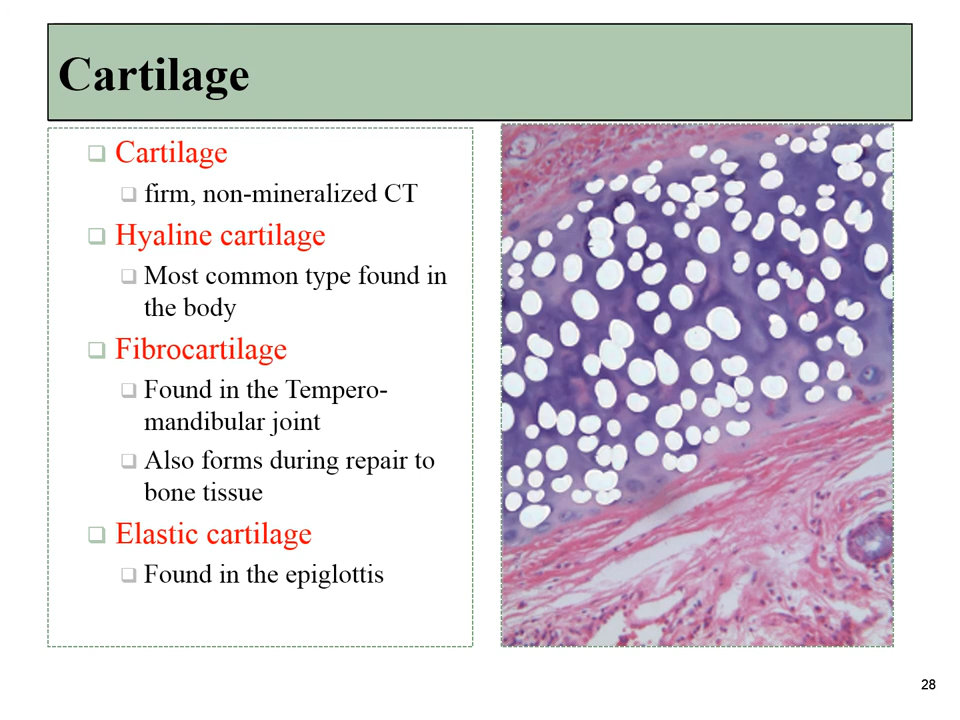 Cartilage
Cartilage
firm, non-mineralized CT
Hyaline cartilage
Most common type found in
the body
Fibrocartilage
Found in the Tempero-
mandibular joint
Also forms during repair to
bone tissue
Elastic cartilage
Found in the epiglottis
28